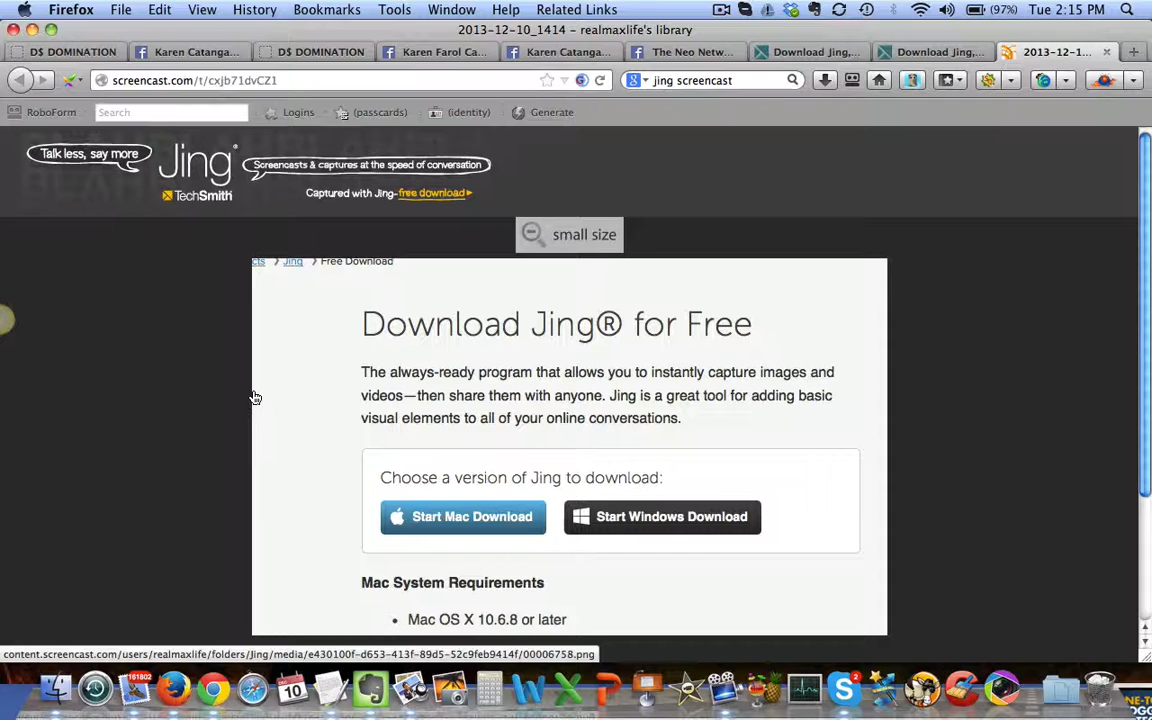 Firefox File Edit View History Bookmarks Tools Window Help Related Links (97%) Tue 2:15 PM
2013-12-10_1414 - realmaxlife's library
D$ DOMINATION Karen Catanga... D$ DOMINATION Karen Farol Ca... Karen Catanga... The Neo Netw... Download Jing,... Download Jing,... 2013-12-1...
screencast.com/t/cxjb71dvCZ1 jing screencast
RoboForm Search Logins (passcards) (identity) Generate
Talk less, say more
Jing®
Screencasts & captures at the speed of conversation
TechSmith
Captured with Jing-free download
small size
cts Jing Free Download
Download Jing® for Free
The always-ready program that allows you to instantly capture images and
videos—then share them with anyone. Jing is a great tool for adding basic
visual elements to all of your online conversations.
Choose a version of Jing to download:
Start Mac Download Start Windows Download
Mac System Requirements
• Mac OS X 10.6.8 or later
content.screencast.com/users/realmaxlife/folders/Jing/media/e430100f-d653-413f-89d5-52c9feb9414f/00006758.png
161802
DEC
10
2